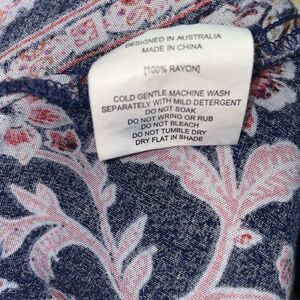 DESIGNED IN AUSTRALIA
MADE IN CHINA
[100% RAYON]
COLD GENTLE MACHINE WASH
SEPARATELY WITH MILD DETERGENT
DO NOT SOAK
DO NOT WRING OR RUB
DO NOT BLEACH
DO NOT TUMBLE DRY
DRY FLAT IN SHADE